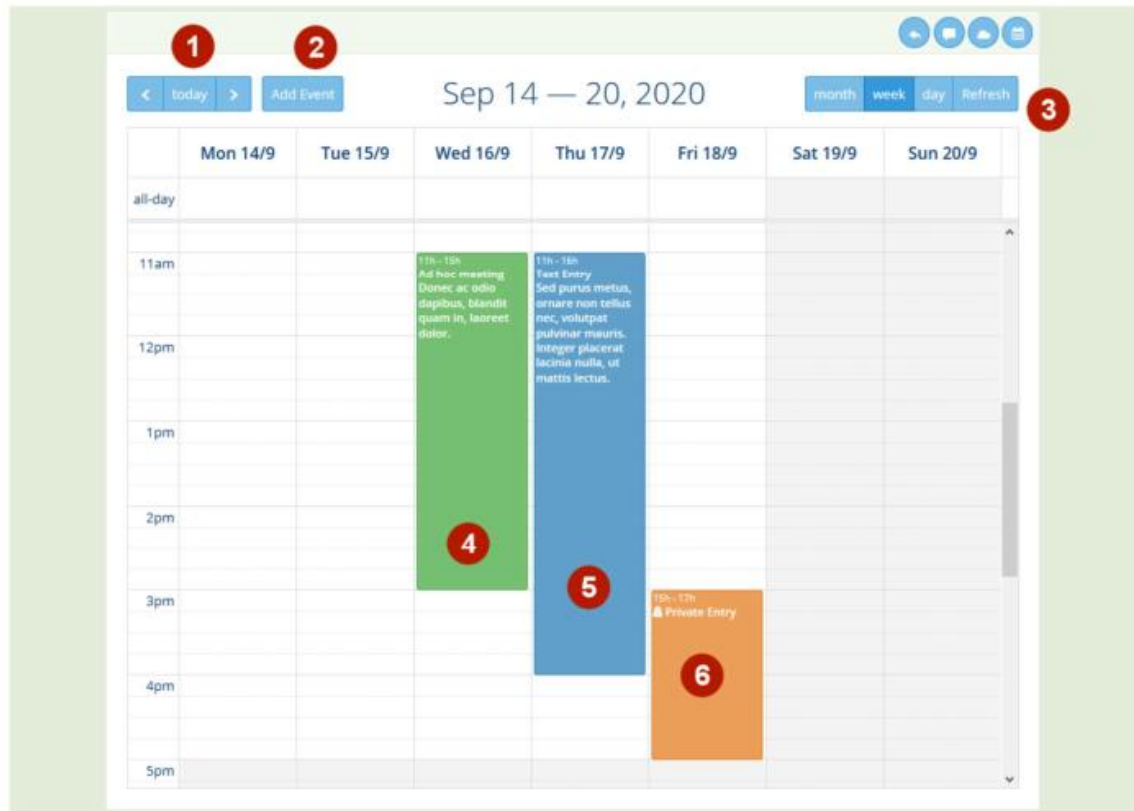 1
2
< today >
Add Event
Sep 14 — 20, 2020
month week day Refresh
3
Mon 14/9 Tue 15/9 Wed 16/9 Thu 17/9 Fri 18/9 Sat 19/9 Sun 20/9
all-day
11am
12pm
1pm
2pm
3pm
4pm
5pm
11h - 15h
Ad hoc meeting
Donec ac odio
dapibus, blandit
quam in, laoreet
dolor.
4
11h - 16h
Text Entry
Sed purus metus,
ornare non tellus
nec, volutpat
pulvinar mauris.
Integer placerat
lacinia nulla, ut
mattis lectus.
5
15h - 17h
Private Entry
6